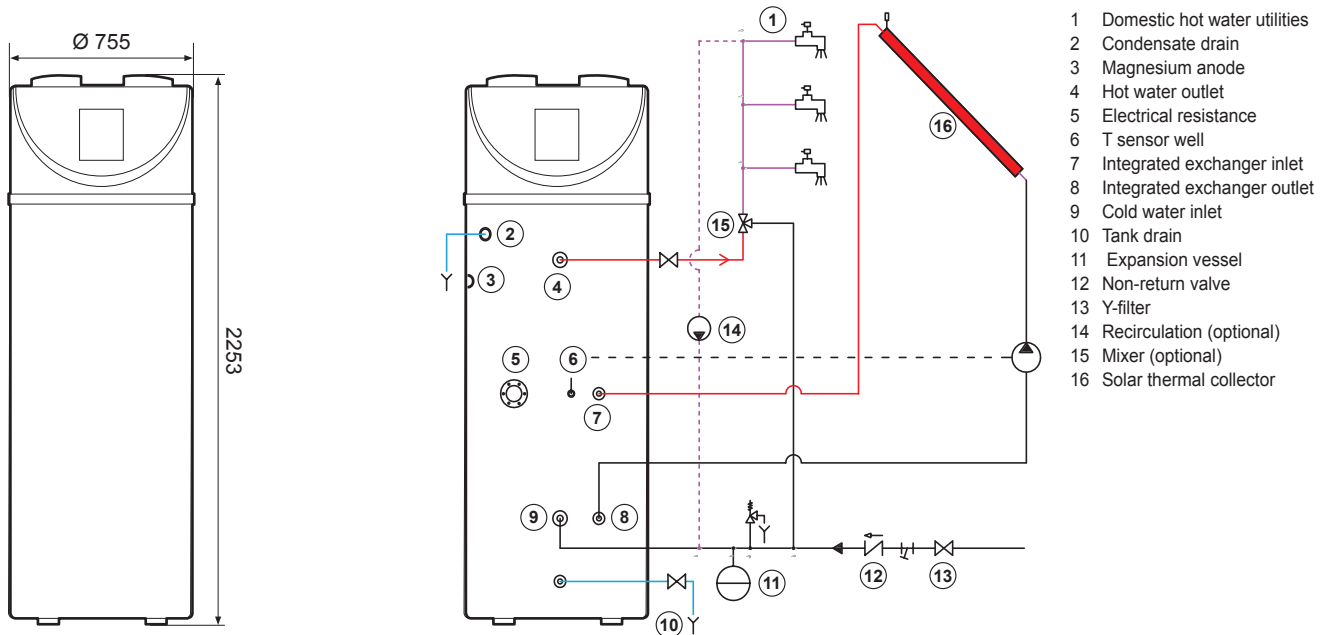 Ø 755
2253
1
2
3
4
5
6
7
8
9
10
11
12
13
14
15
16
1 Domestic hot water utilities
2 Condensate drain
3 Magnesium anode
4 Hot water outlet
5 Electrical resistance
6 T sensor well
7 Integrated exchanger inlet
8 Integrated exchanger outlet
9 Cold water inlet
10 Tank drain
11 Expansion vessel
12 Non-return valve
13 Y-filter
14 Recirculation (optional)
15 Mixer (optional)
16 Solar thermal collector